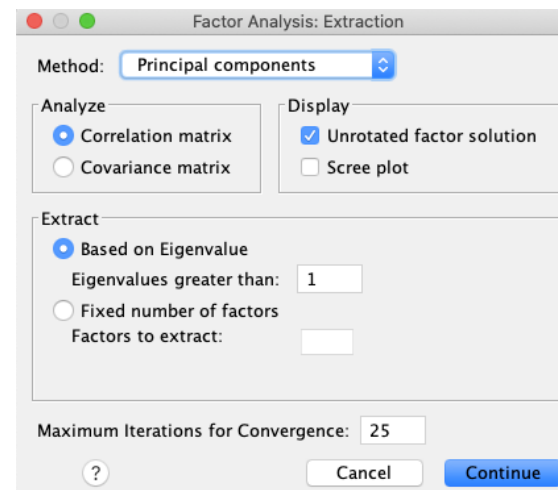 Factor Analysis: Extraction
Method: Principal components
Analyze
Correlation matrix
Covariance matrix
Display
Unrotated factor solution
Scree plot
Extract
Based on Eigenvalue
Eigenvalues greater than: 1
Fixed number of factors
Factors to extract:
Maximum Iterations for Convergence: 25
? Cancel Continue